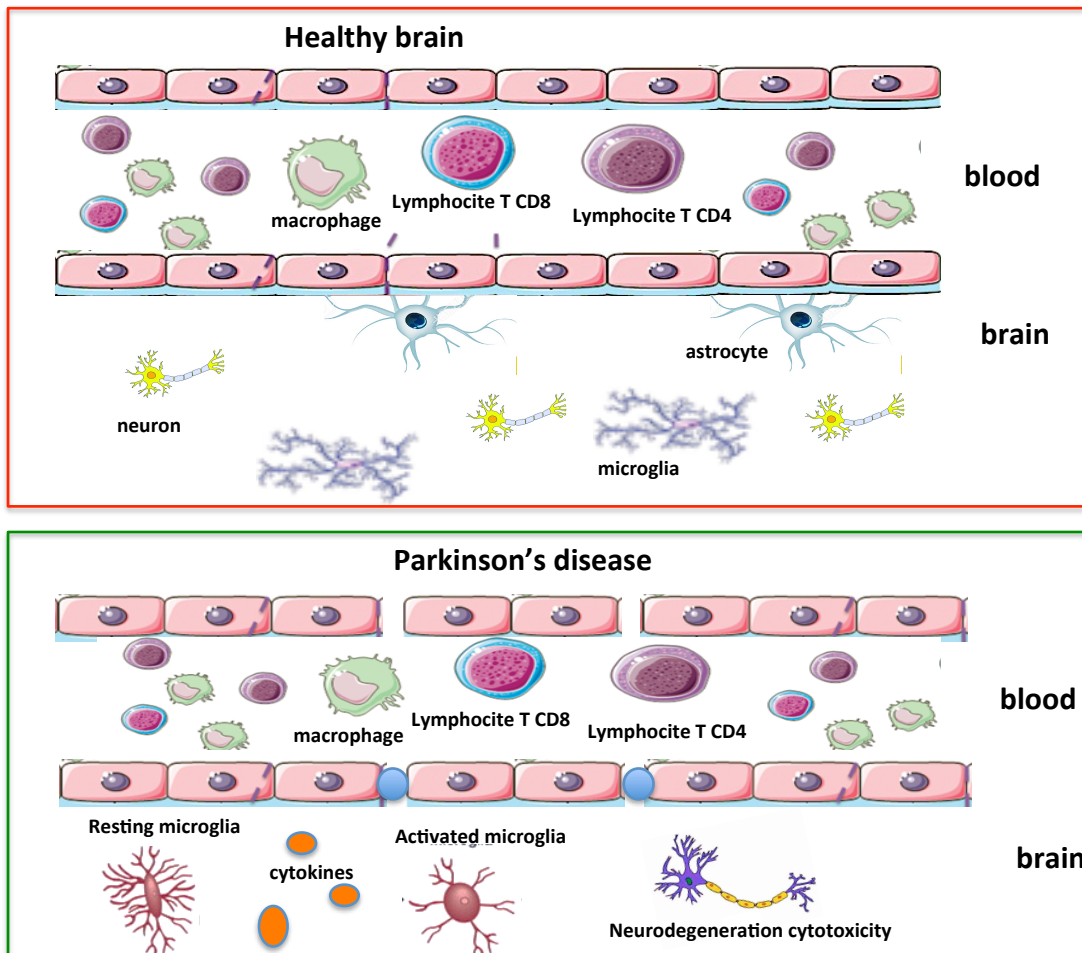 Healthy brain
blood
macrophage
Lymphocite T CD8
Lymphocite T CD4
brain
astrocyte
neuron
microglia
Parkinson's disease
blood
macrophage
Lymphocite T CD8
Lymphocite T CD4
brain
Resting microglia
Activated microglia
cytokines
Neurodegeneration cytotoxicity